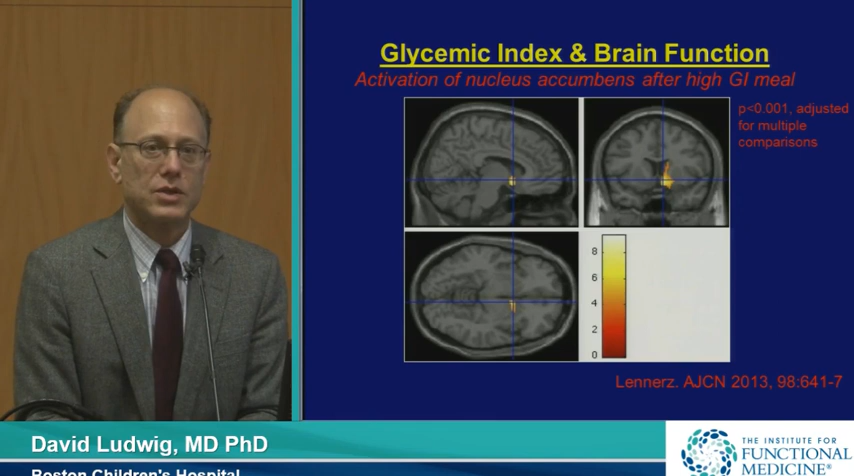 Glycemic Index & Brain Function
Activation of nucleus accumbens after high GI meal
p<0.001, adjusted
for multiple
comparisons
8
6
4
2
0
Lennerz. AJCN 2013, 98:641-7
David Ludwig, MD PhD
Boston Children's Hospital
THE INSTITUTE FOR
FUNCTIONAL
MEDICINE®